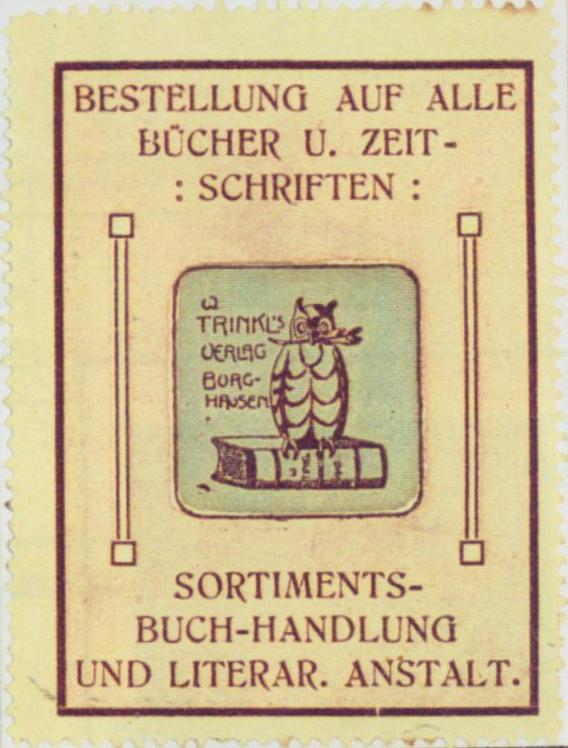 BESTELLUNG AUF ALLE
BÜCHER U. ZEIT-
: SCHRIFTEN :
W
TRINKL'S
VERLAG
BURG-
HAUSEN
SORTIMENTS-
BUCH-HANDLUNG
UND LITERAR. ANSTALT.